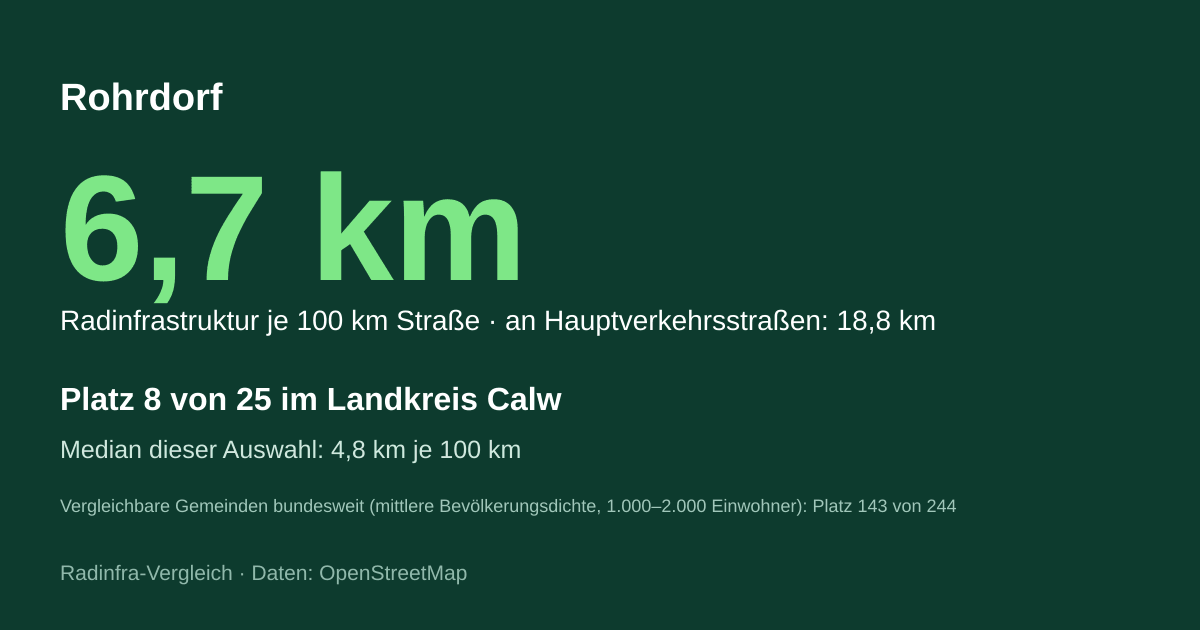 Rohrdorf
6,7 km
Radinfrastruktur je 100 km Straße · an Hauptverkehrsstraßen: 18,8 km
Platz 8 von 25 im Landkreis Calw
Median dieser Auswahl: 4,8 km je 100 km
Vergleichbare Gemeinden bundesweit (mittlere Bevölkerungsdichte, 1.000–2.000 Einwohner): Platz 143 von 244
Radinfra-Vergleich · Daten: OpenStreetMap